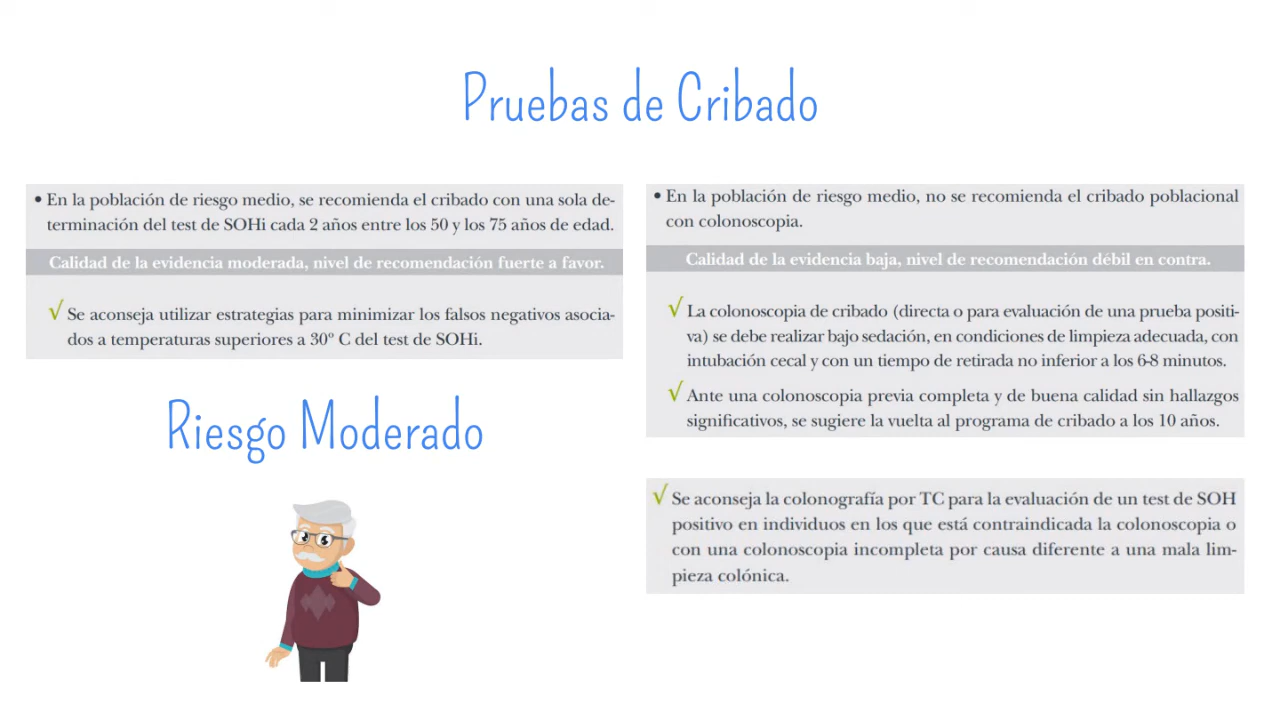 Pruebas de Cribado
• En la población de riesgo medio, se recomienda el cribado con una sola de-
terminación del test de SOHi cada 2 años entre los 50 y los 75 años de edad.
Calidad de la evidencia moderada, nivel de recomendación fuerte a favor.
√ Se aconseja utilizar estrategias para minimizar los falsos negativos asocia-
dos a temperaturas superiores a 30º C del test de SOHi.
Riesgo Moderado
• En la población de riesgo medio, no se recomienda el cribado poblacional
con colonoscopia.
Calidad de la evidencia baja, nivel de recomendación débil en contra.
√ La colonoscopia de cribado (directa o para evaluación de una prueba positi-
va) se debe realizar bajo sedación, en condiciones de limpieza adecuada, con
intubación cecal y con un tiempo de retirada no inferior a los 6-8 minutos.
√ Ante una colonoscopia previa completa y de buena calidad sin hallazgos
significativos, se sugiere la vuelta al programa de cribado a los 10 años.
√ Se aconseja la colonografía por TC para la evaluación de un test de SOH
positivo en individuos en los que está contraindicada la colonoscopia o
con una colonoscopia incompleta por causa diferente a una mala lim-
pieza colónica.